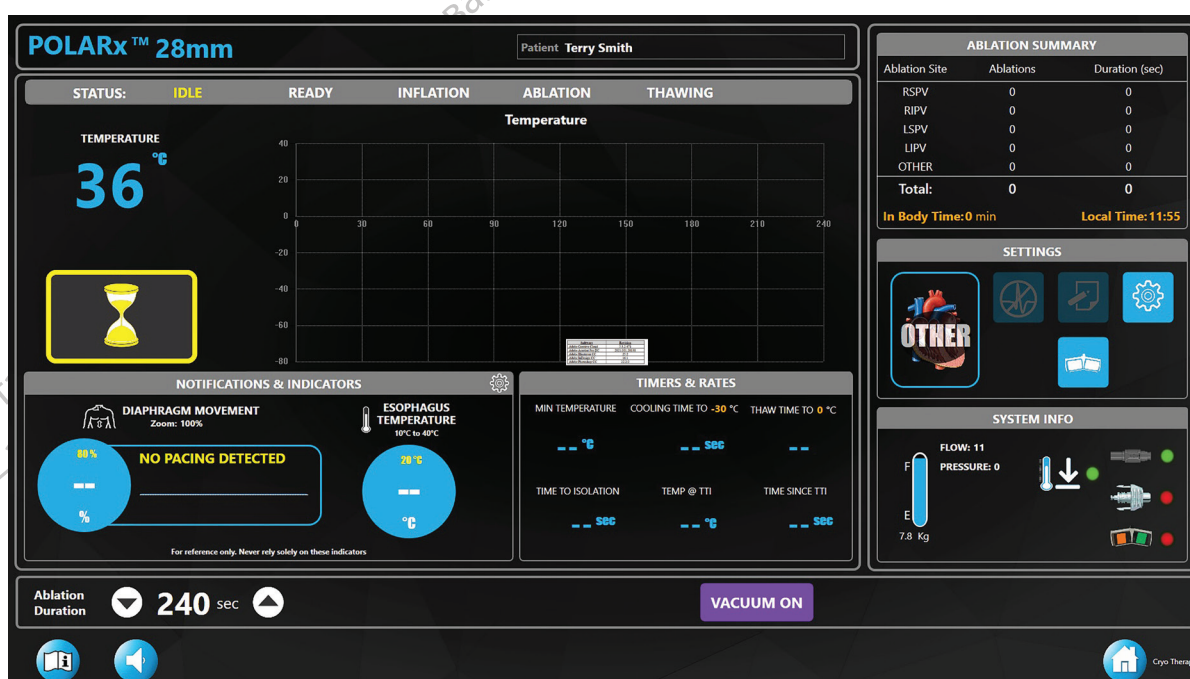 POLARx™ 28mm
Patient Terry Smith
STATUS: IDLE READY INFLATION ABLATION THAWING
TEMPERATURE
36 °C
Temperature
40
20
0
-20
-40
-60
-80
0 30 60 90 120 150 180 210 240
NOTIFICATIONS & INDICATORS
DIAPHRAGM MOVEMENT
Zoom: 100%
80 %
--
%
NO PACING DETECTED
ESOPHAGUS
TEMPERATURE
10°C to 40°C
20 °C
--
°C
For reference only. Never rely solely on these indicators
TIMERS & RATES
MIN TEMPERATURE COOLING TIME TO -30 °C THAW TIME TO 0 °C
-- °C -- sec --
TIME TO ISOLATION TEMP @ TTI TIME SINCE TTI
-- sec -- °C -- sec
ABLATION SUMMARY
Ablation Site Ablations Duration (sec)
RSPV 0 0
RIPV 0 0
LSPV 0 0
LIPV 0 0
OTHER 0 0
Total: 0 0
In Body Time:0 min Local Time:11:55
SETTINGS
OTHER
SYSTEM INFO
F
E
7.8 Kg
FLOW: 11
PRESSURE: 0
Ablation
Duration
240 sec
VACUUM ON
i
Cryo Therap